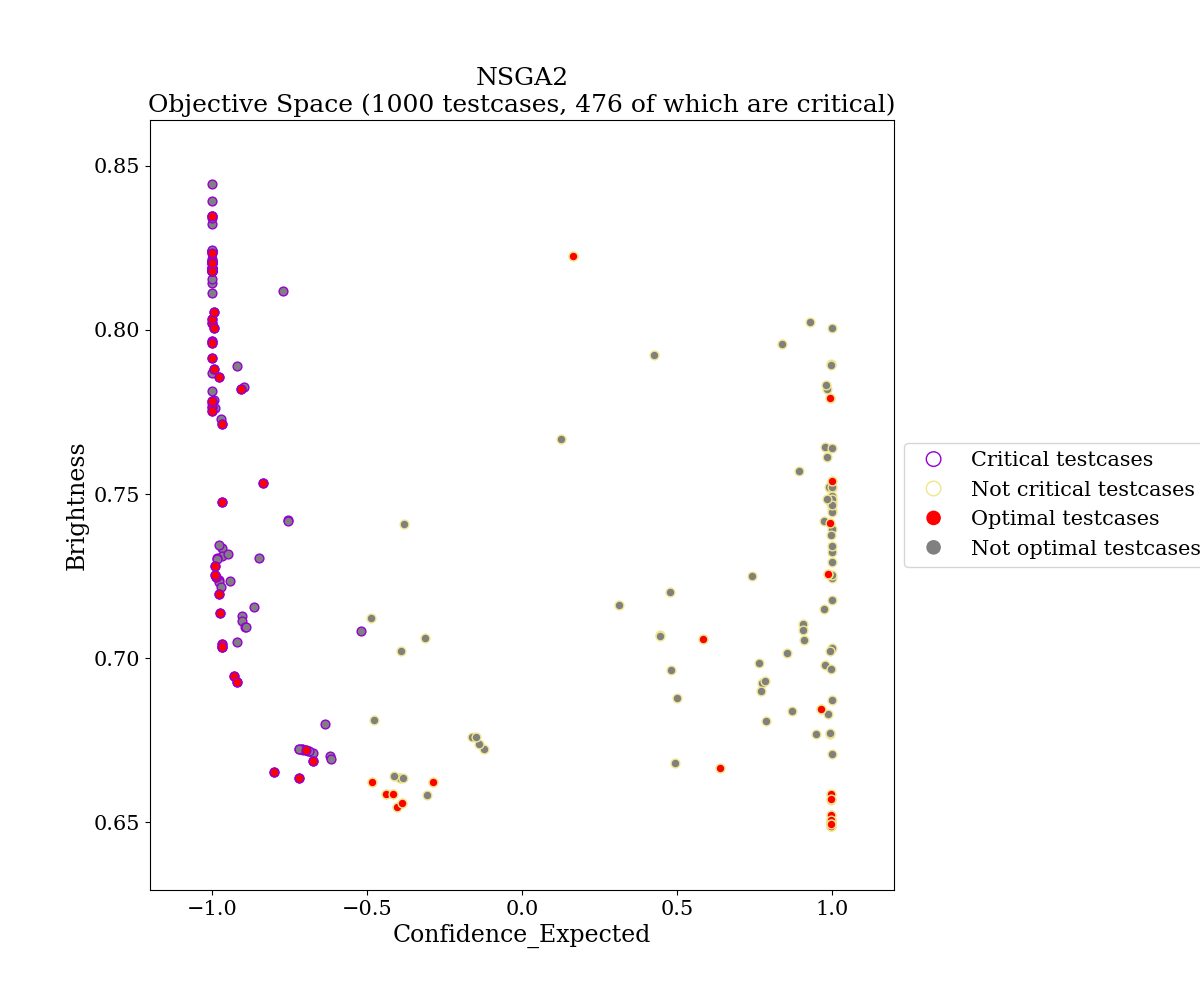 NSGA2
Objective Space (1000 testcases, 476 of which are critical)
0.85
0.80
0.75
0.70
0.65
Brightness
−1.0
−0.5
0.0
0.5
1.0
Confidence_Expected
Critical testcases
Not critical testcases
Optimal testcases
Not optimal testcases